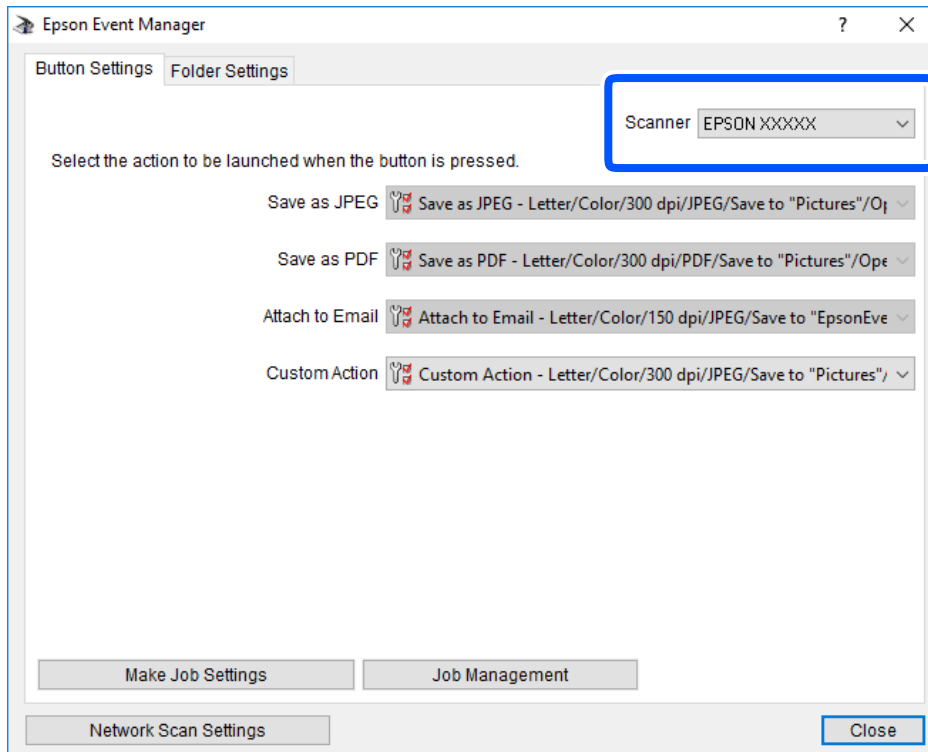 Epson Event Manager
Button Settings
Folder Settings
Scanner
EPSON XXXXX
Select the action to be launched when the button is pressed.
Save as JPEG
Save as JPEG - Letter/Color/300 dpi/JPEG/Save to "Pictures"/Op
Save as PDF
Save as PDF - Letter/Color/300 dpi/PDF/Save to "Pictures"/Ope
Attach to Email
Attach to Email - Letter/Color/150 dpi/JPEG/Save to "EpsonEve
Custom Action
Custom Action - Letter/Color/300 dpi/JPEG/Save to "Pictures"/
Make Job Settings
Job Management
Network Scan Settings
Close